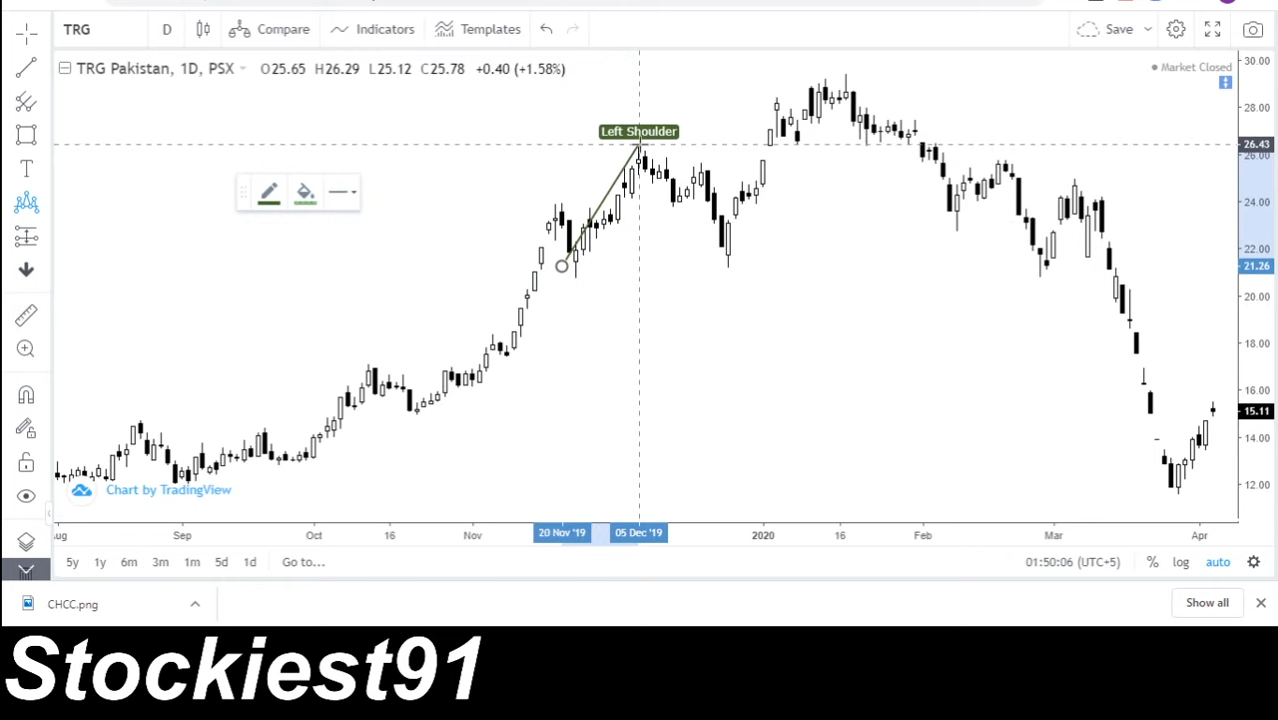 TRG D Compare Indicators Templates Save
TRG Pakistan, 1D, PSX O25.65 H26.29 L25.12 C25.78 +0.40 (+1.58%)
Market Closed
30.00
28.00
Left Shoulder
26.43
26.00
24.00
22.00
21.26
20.00
18.00
16.00
15.11
14.00
12.00
Chart by TradingView
ug Sep Oct 16 Nov 20 Nov '19 05 Dec '19 2020 16 Feb Mar Apr
5y 1y 6m 3m 1m 5d 1d Go to... 01:50:06 (UTC+5) % log auto
CHCC.png Show all
Stockiest91